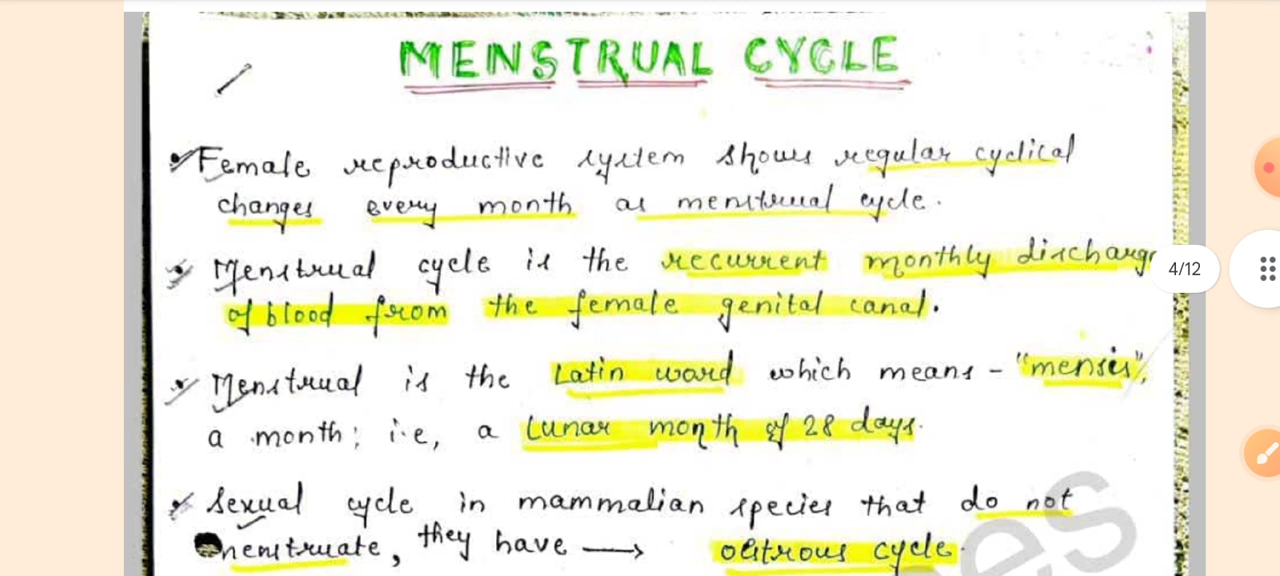 MENSTRUAL CYCLE
Female reproductive system shows regular cyclical
changes every month as menstrual cycle.
4/12
Menstrual cycle is the recurrent monthly discharge
of blood from the female genital canal.
Menstrual is the Latin word which means - "mensis",
a month; i.e, a Lunar month of 28 days.
Sexual cycle in mammalian species that do not
menstruate, they have → oestrous cycle.